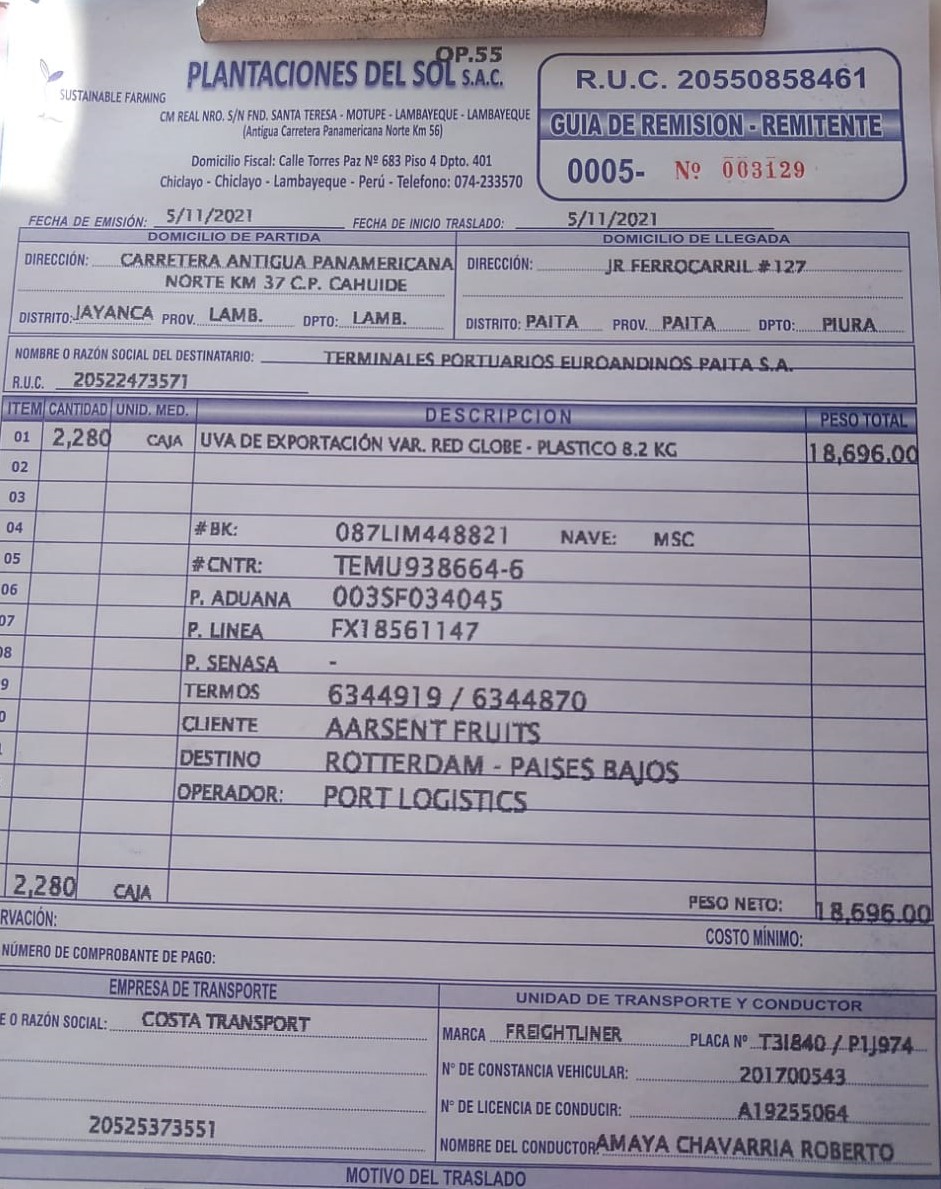 OP.55
PLANTACIONES DEL SOL S.A.C.
SUSTAINABLE FARMING
CM REAL NRO. S/N FND. SANTA TERESA - MOTUPE - LAMBAYEQUE - LAMBAYEQUE
(Antigua Carretera Panamericana Norte Km 56)
Domicilio Fiscal: Calle Torres Paz Nº 683 Piso 4 Dpto. 401
Chiclayo - Chiclayo - Lambayeque - Perú - Telefono: 074-233570
R.U.C. 20550858461
GUIA DE REMISION - REMITENTE
0005- Nº 003129
FECHA DE EMISIÓN: 5/11/2021 FECHA DE INICIO TRASLADO: 5/11/2021
DOMICILIO DE PARTIDA
DIRECCIÓN: CARRETERA ANTIGUA PANAMERICANA
NORTE KM 37 C.P. CAHUIDE
DISTRITO: JAYANCA PROV. LAMB. DPTO: LAMB.
DOMICILIO DE LLEGADA
DIRECCIÓN: JR FERROCARRIL #127
DISTRITO: PAITA PROV. PAITA DPTO: PIURA
NOMBRE O RAZÓN SOCIAL DEL DESTINATARIO: TERMINALES PORTUARIOS EUROANDINOS PAITA S.A.
R.U.C. 20522473571
ITEM CANTIDAD UNID. MED. DESCRIPCION PESO TOTAL
01 2,280 CAJA UVA DE EXPORTACIÓN VAR. RED GLOBE - PLASTICO 8.2 KG 18,696.00
02
03
04 #BK: 087LIM448821 NAVE: MSC
05 #CNTR: TEMU938664-6
06 P. ADUANA 003SF034045
07 P. LINEA FX18561147
08 P. SENASA -
9 TERMOS 6344919 / 6344870
0 CLIENTE AARSENT FRUITS
DESTINO ROTTERDAM - PAISES BAJOS
OPERADOR: PORT LOGISTICS
2,280 CAJA PESO NETO: 18,696.00
RVACIÓN: COSTO MÍNIMO:
NÚMERO DE COMPROBANTE DE PAGO:
EMPRESA DE TRANSPORTE
E O RAZÓN SOCIAL: COSTA TRANSPORT
20525373551
UNIDAD DE TRANSPORTE Y CONDUCTOR
MARCA FREIGHTLINER PLACA Nº T3I840 / P1J974
N° DE CONSTANCIA VEHICULAR: 201700543
N° DE LICENCIA DE CONDUCIR: A19255064
NOMBRE DEL CONDUCTOR: AMAYA CHAVARRIA ROBERTO
MOTIVO DEL TRASLADO